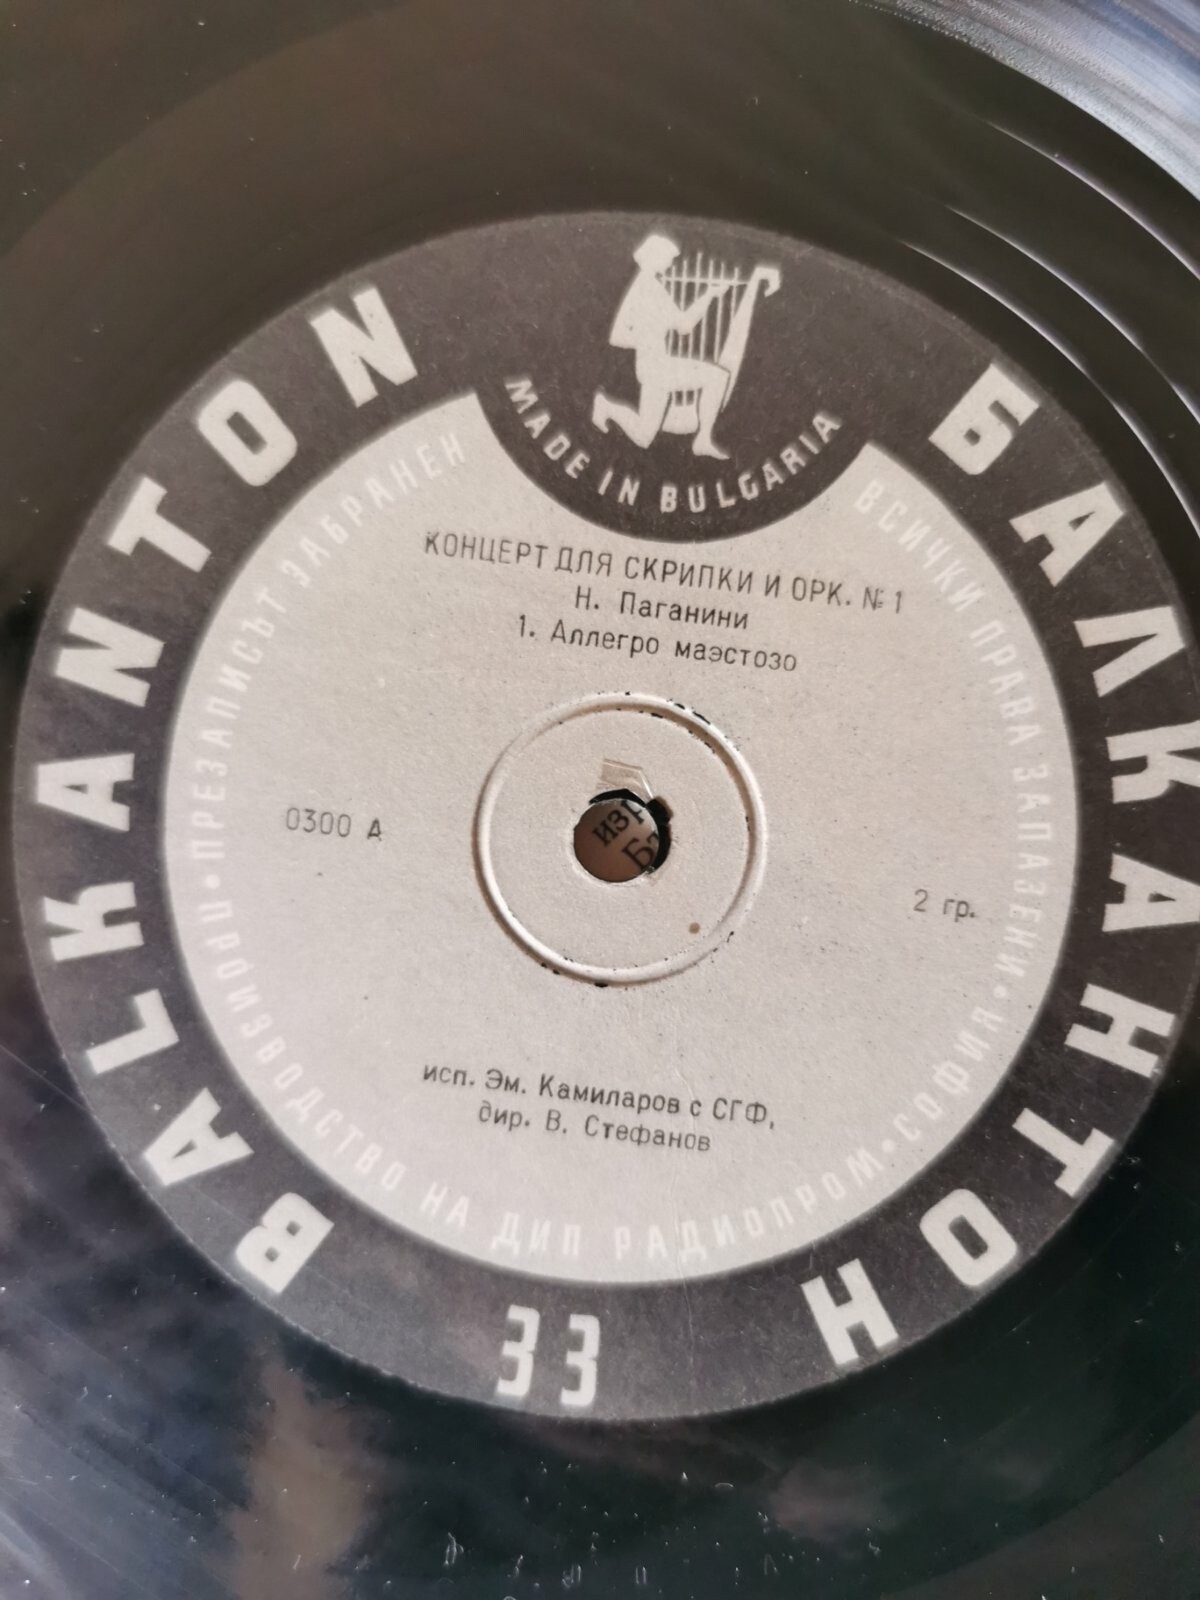 BALKANTON
БАЛКАНТОН
MADE IN BULGARIA
ПРОИЗВОДСТВО НА ДИП РАДИОПРОМ • СОФИЯ •
ВСИЧКИ ПРАВА ЗАПАЗЕНИ •
ПРЕЗАПИСЪТ ЗАБРАНЕН
КОНЦЕРТ ДЛЯ СКРИПКИ И ОРК. № 1
Н. Паганини
1. Аллегро маэстозо
0300 А
2 гр.
исп. Эм. Камиларов с СГФ,
дир. В. Стефанов
33